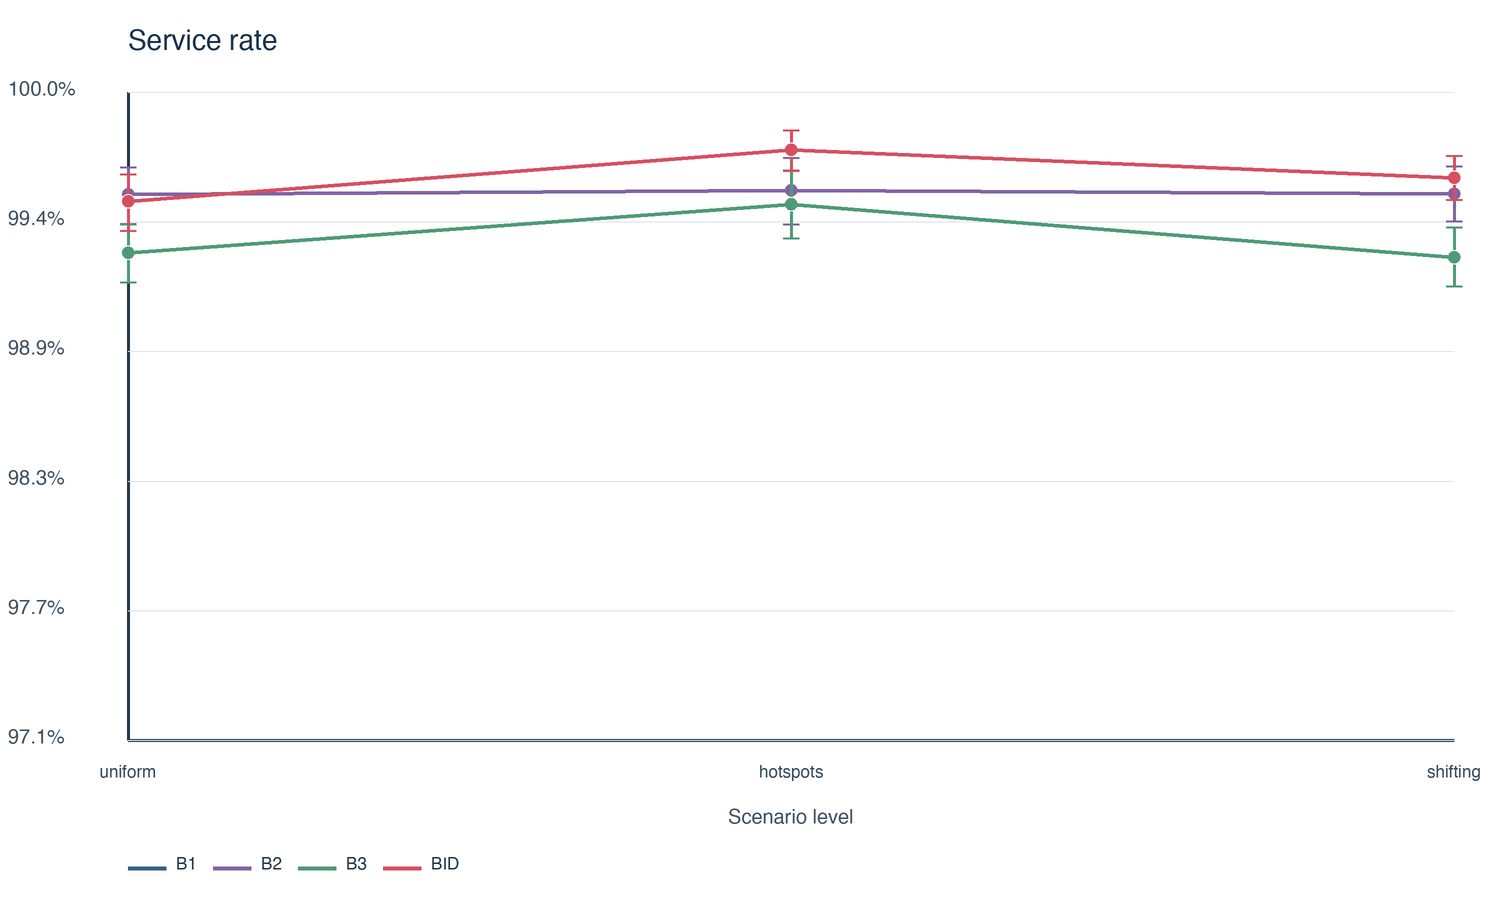 Service rate
100.0%
99.4%
98.9%
98.3%
97.7%
97.1%
uniform hotspots shifting
Scenario level
B1 B2 B3 BID